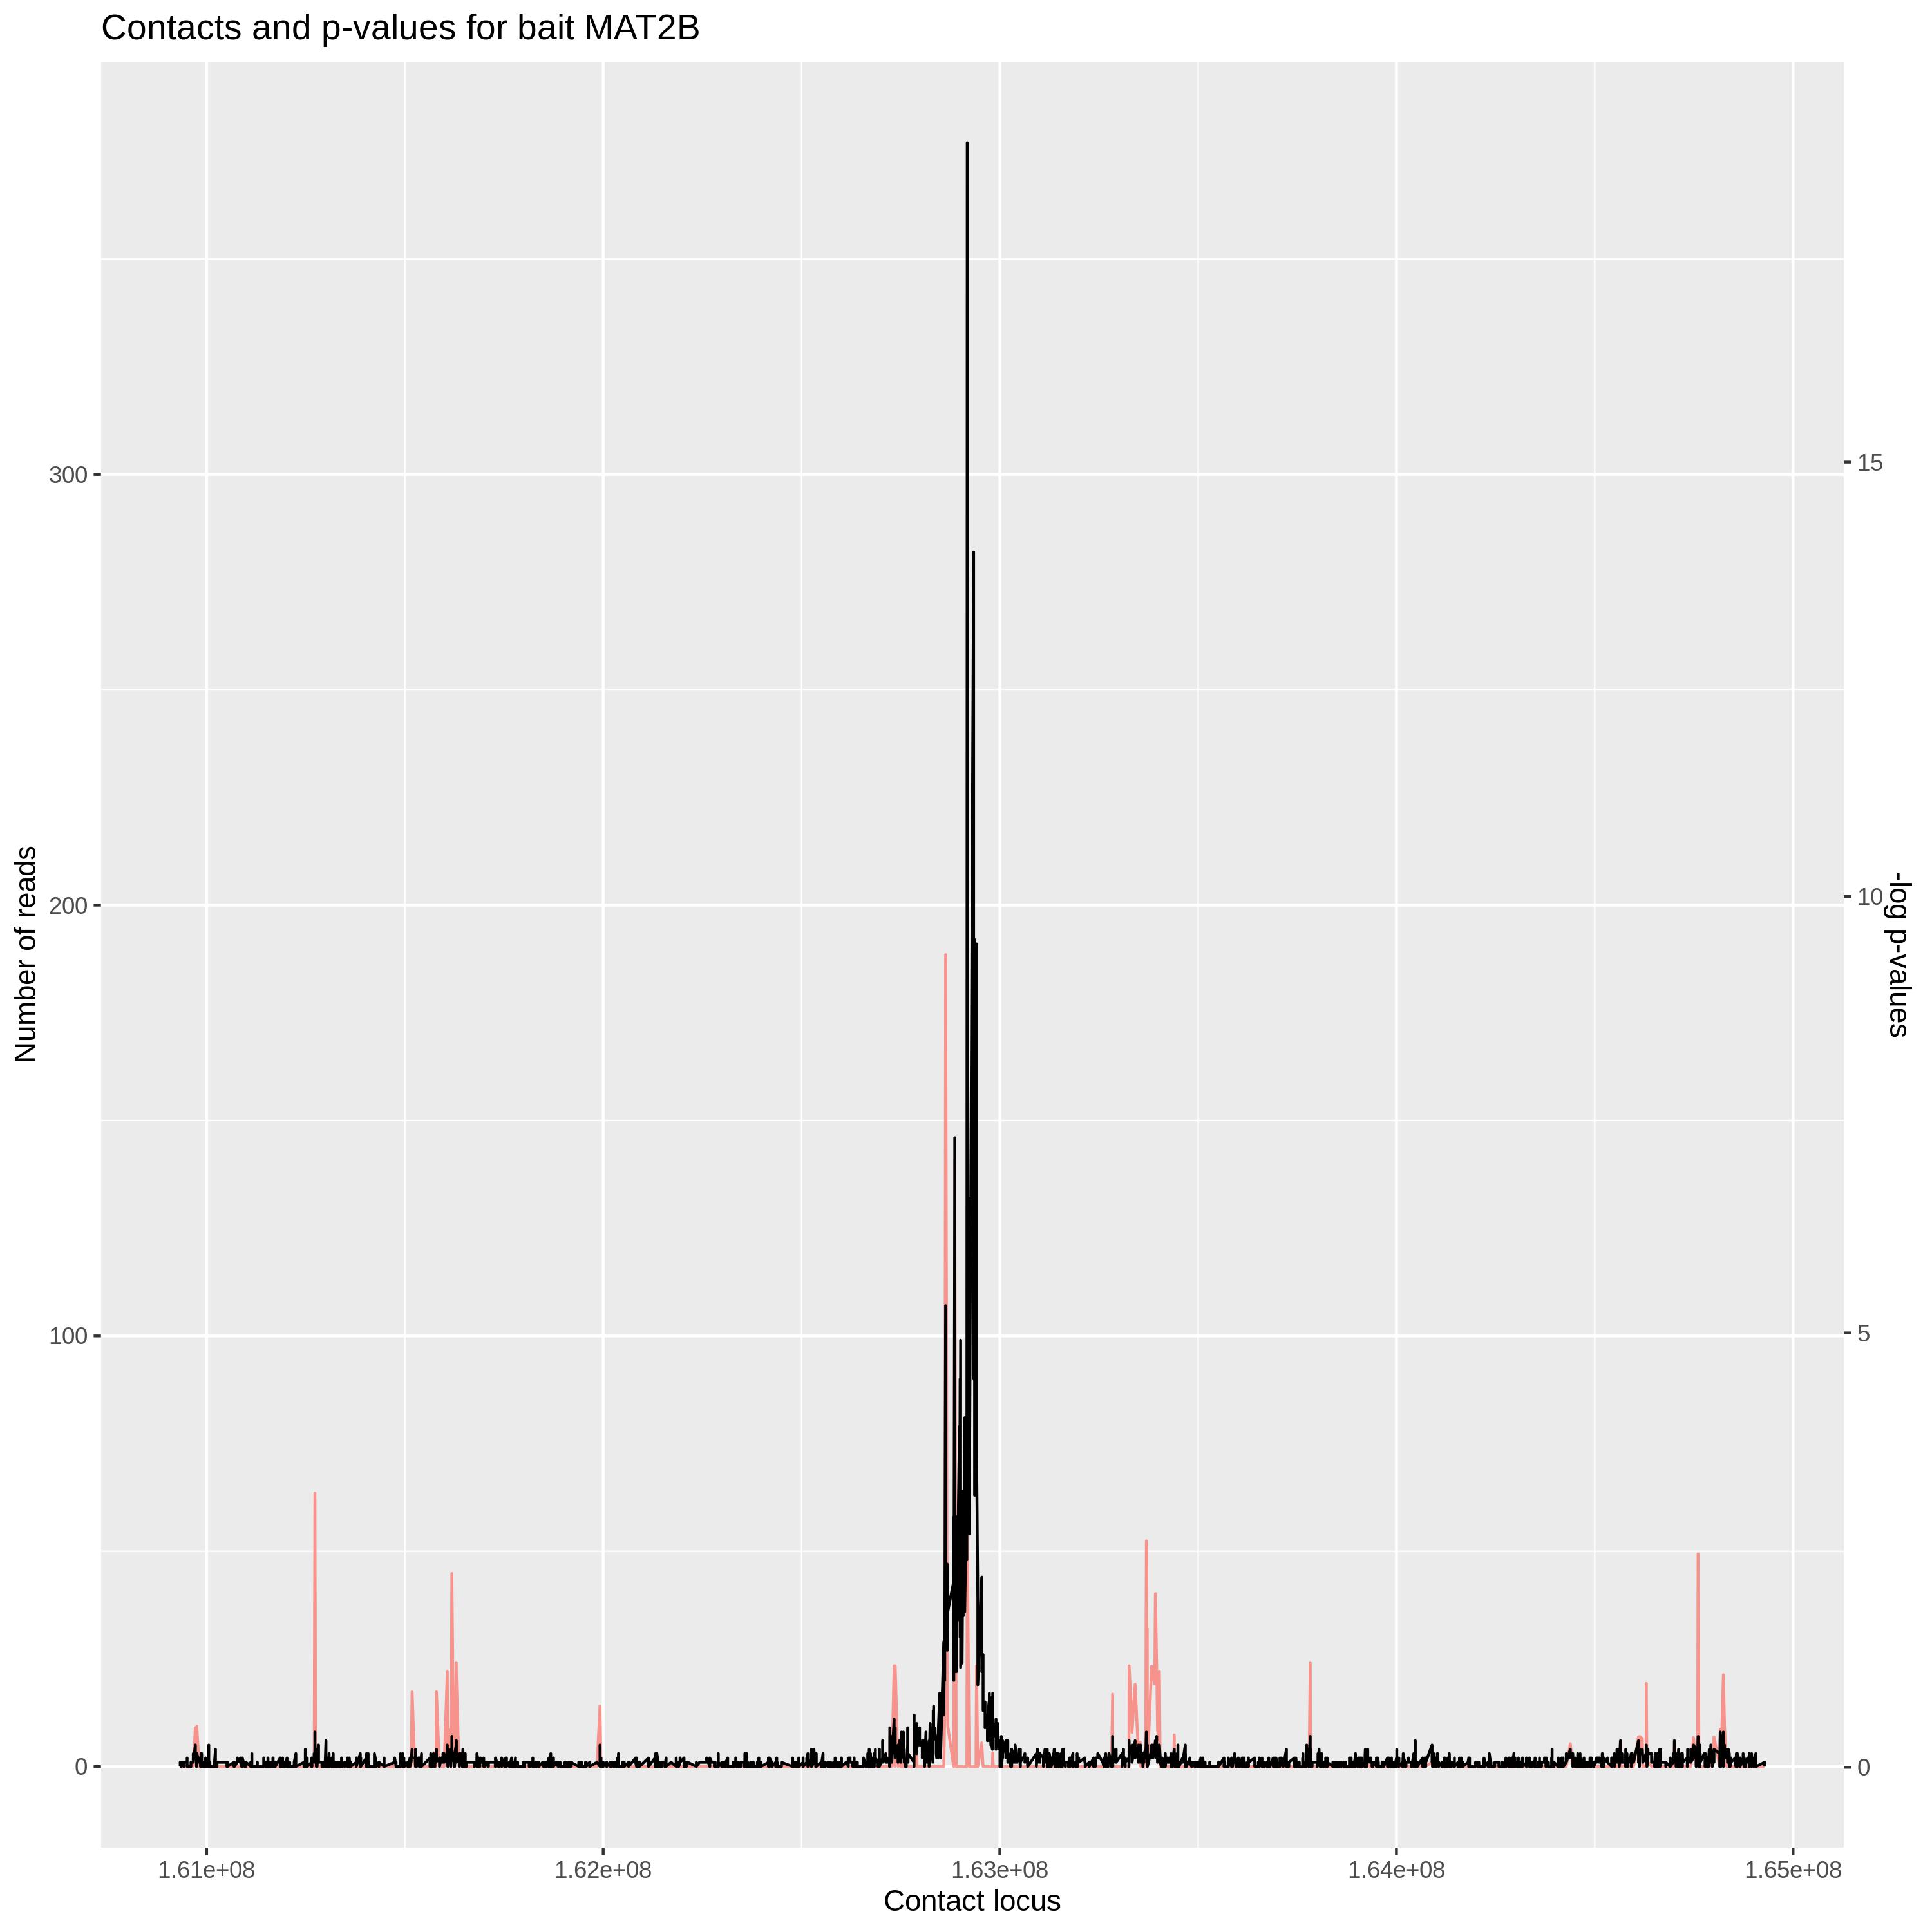 Contacts and p-values for bait MAT2B
Number of reads
300
200
100
0
15
10
5
0
-log p-values
1.61e+08
1.62e+08
1.63e+08
1.64e+08
1.65e+08
Contact locus